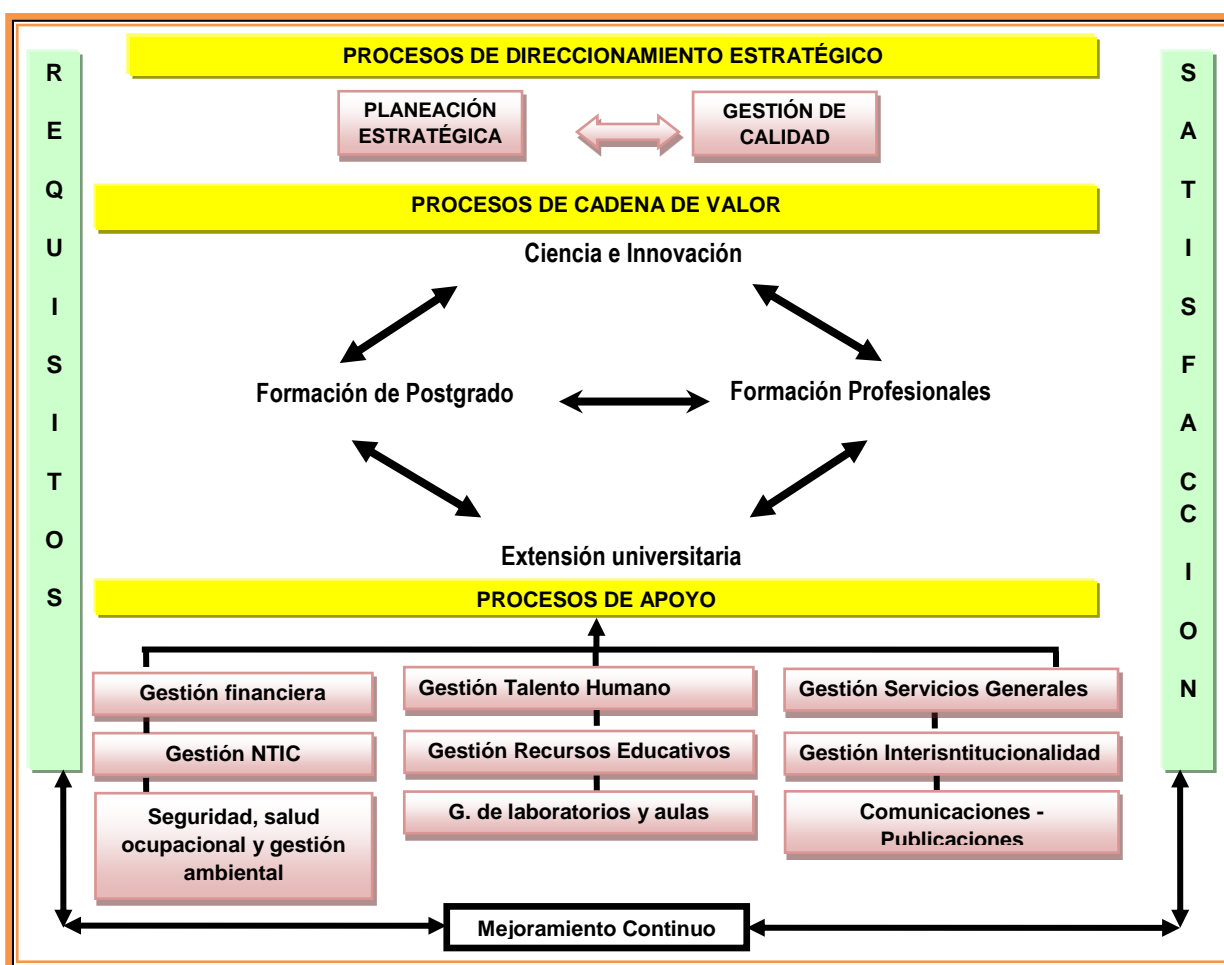 REQUISITOS
PROCESOS DE DIRECCIONAMIENTO ESTRATÉGICO
PLANEACIÓN
ESTRATÉGICA
GESTIÓN DE
CALIDAD
PROCESOS DE CADENA DE VALOR
Ciencia e Innovación
Formación de Postgrado
Formación Profesionales
Extensión universitaria
PROCESOS DE APOYO
Gestión financiera
Gestión NTIC
Seguridad, salud
ocupacional y gestión
ambiental
Gestión Talento Humano
Gestión Recursos Educativos
G. de laboratorios y aulas
Gestión Servicios Generales
Gestión Interisntitucionalidad
Comunicaciones -
Publicaciones
Mejoramiento Continuo
SATISFACCION